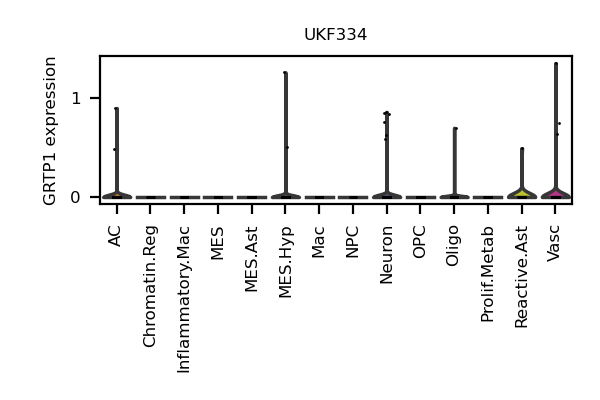 UKF334
GRTP1 expression
1
0
AC
Chromatin.Reg
Inflammatory.Mac
MES
MES.Ast
MES.Hyp
Mac
NPC
Neuron
OPC
Oligo
Prolif.Metab
Reactive.Ast
Vasc